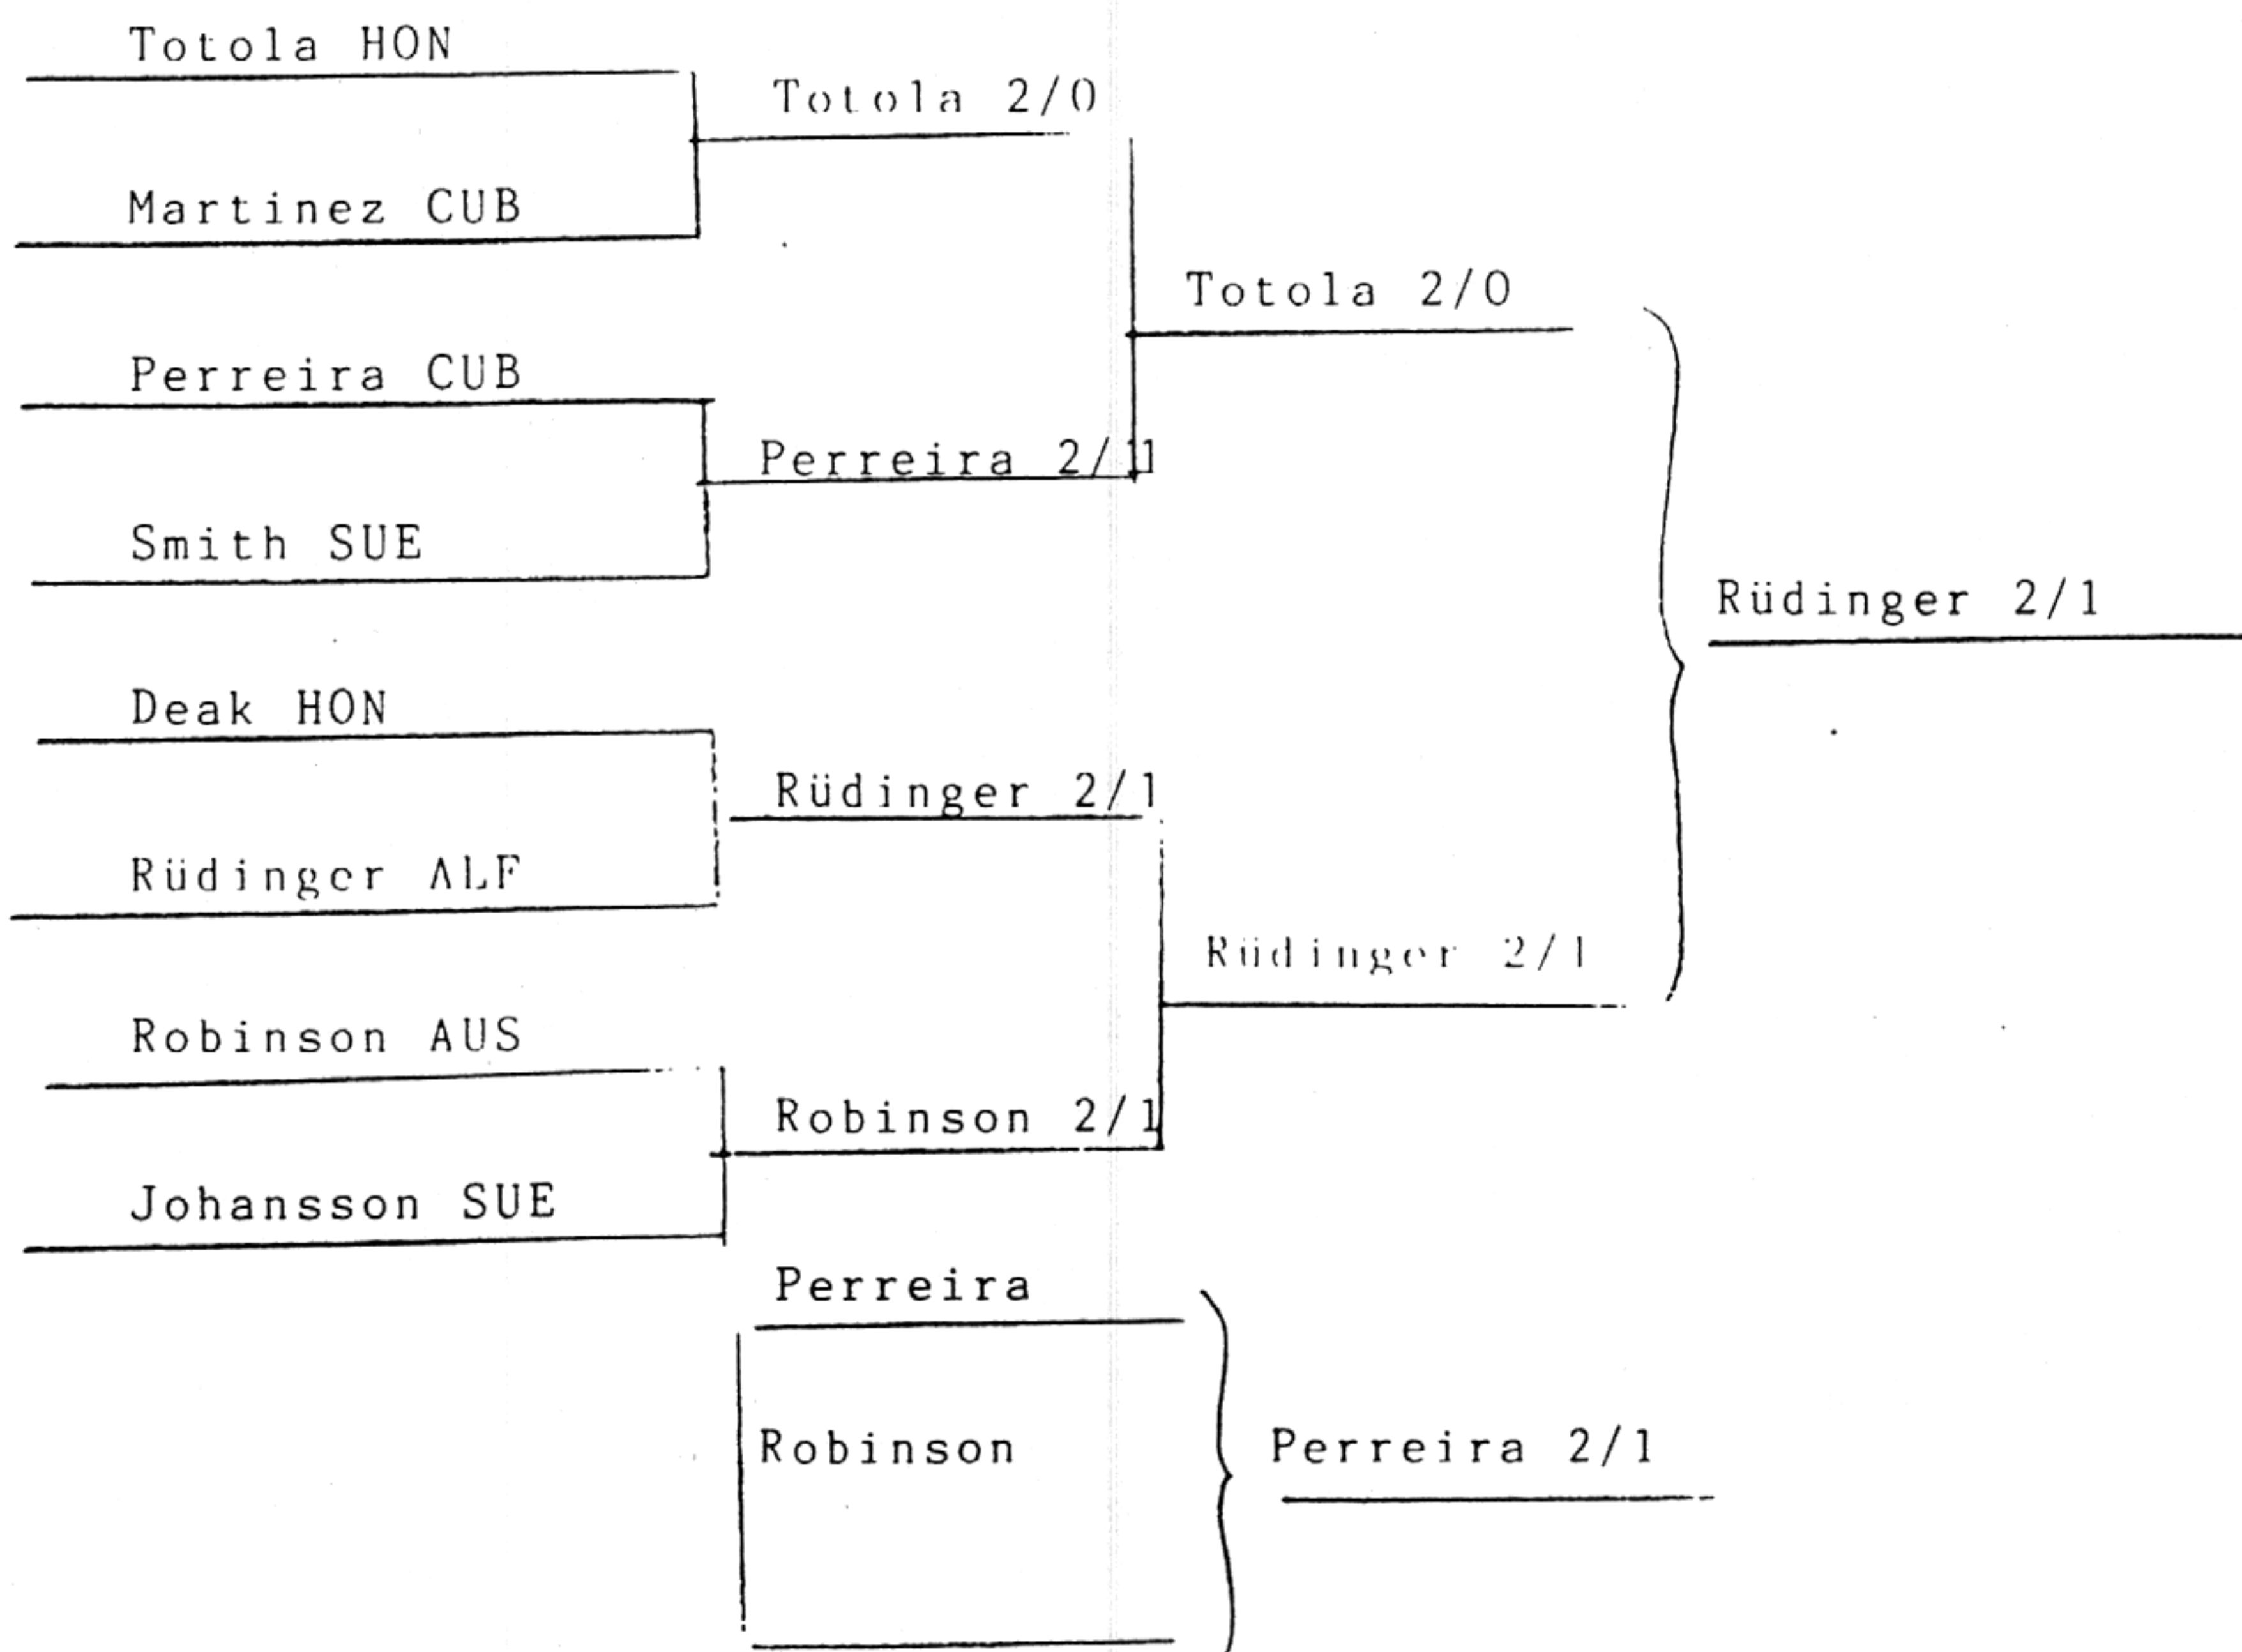 Totola HON
Totola 2/0
Martinez CUB
Totola 2/0
Perreira CUB
Perreira 2/1
Smith SUE
Rüdinger 2/1
Deak HON
Rüdinger 2/1
Rüdinger ALF
Rüdinger 2/1
Robinson AUS
Robinson 2/1
Johansson SUE
Perreira
Robinson
Perreira 2/1